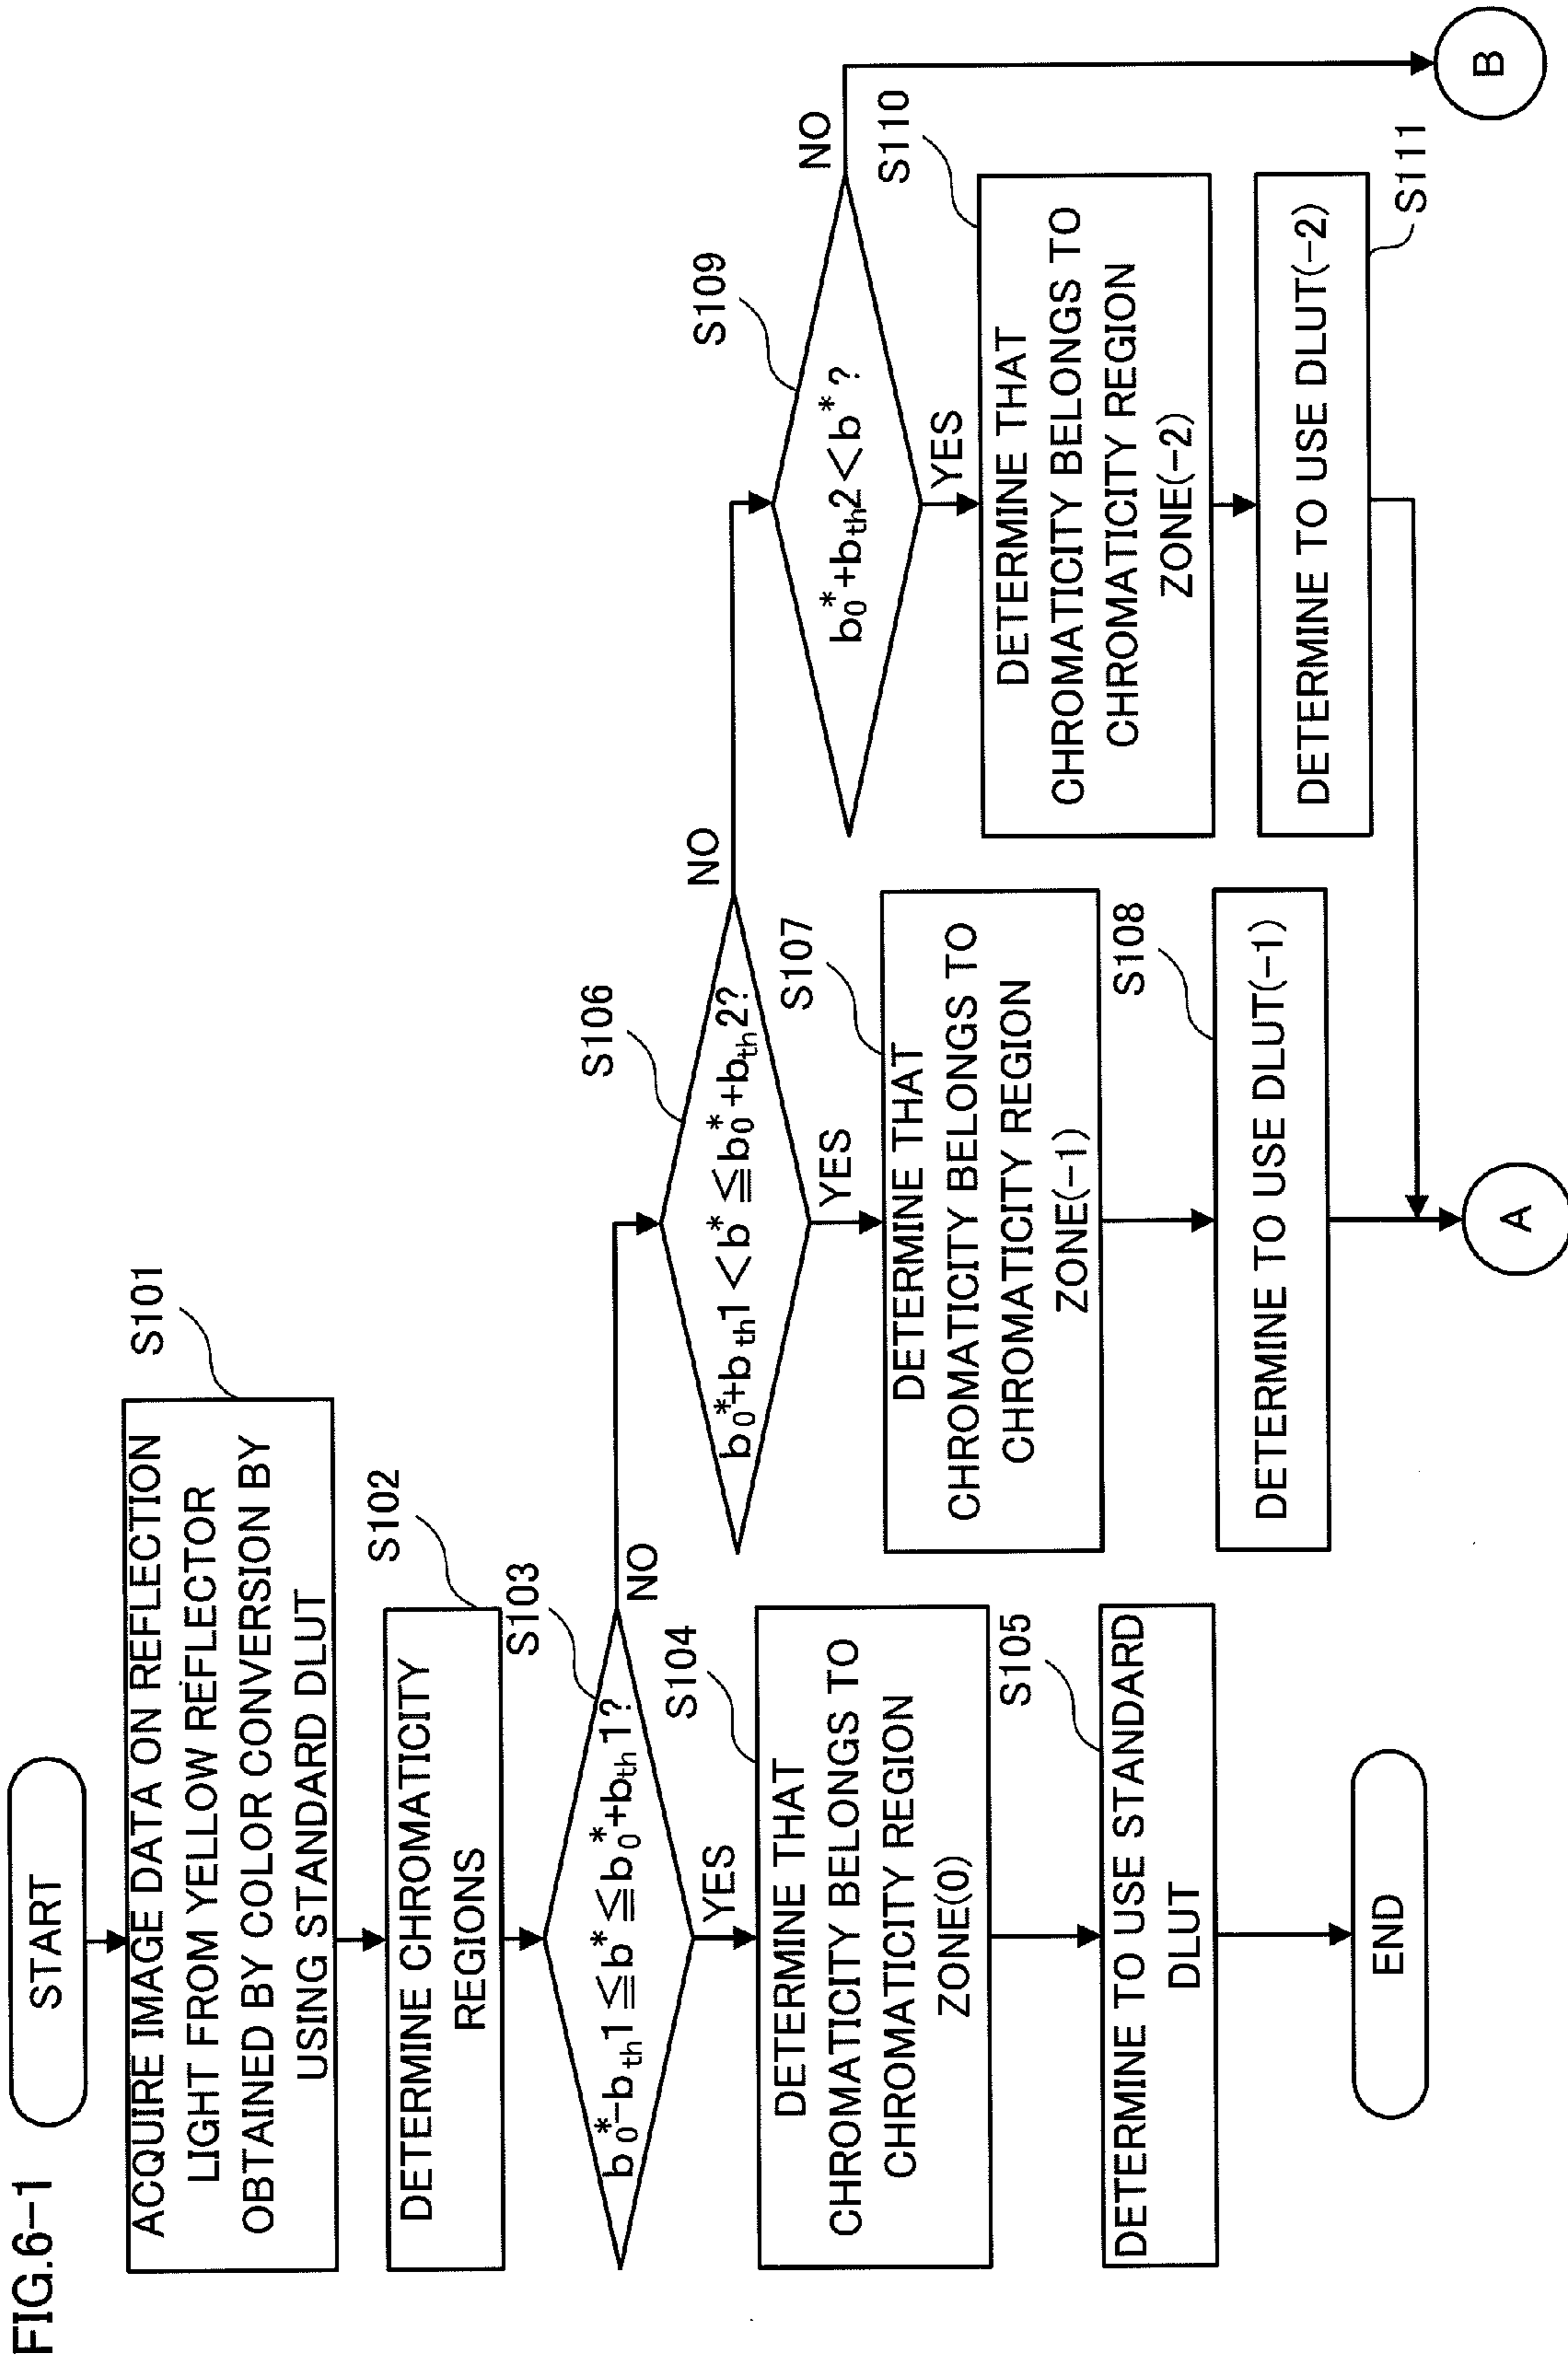 FIG.6-1
START
S101
ACQUIRE IMAGE DATA ON REFLECTION
LIGHT FROM YELLOW REFLECTOR
OBTAINED BY COLOR CONVERSION BY
USING STANDARD DLUT
S102
DETERMINE CHROMATICITY
REGIONS
S103
b₀*-bth1≦b*≦b₀*+bth1?
NO
YES
S104
DETERMINE THAT
CHROMATICITY BELONGS TO
CHROMATICITY REGION
ZONE(0)
S105
DETERMINE TO USE STANDARD
DLUT
END
S106
b₀*+bth1<b*≦b₀*+bth2?
NO
YES
S107
DETERMINE THAT
CHROMATICITY BELONGS TO
CHROMATICITY REGION
ZONE(-1)
S108
DETERMINE TO USE DLUT(-1)
A
S109
b₀*+bth2<b*?
NO
YES
S110
DETERMINE THAT
CHROMATICITY BELONGS TO
CHROMATICITY REGION
ZONE(-2)
DETERMINE TO USE DLUT(-2)
S111
B